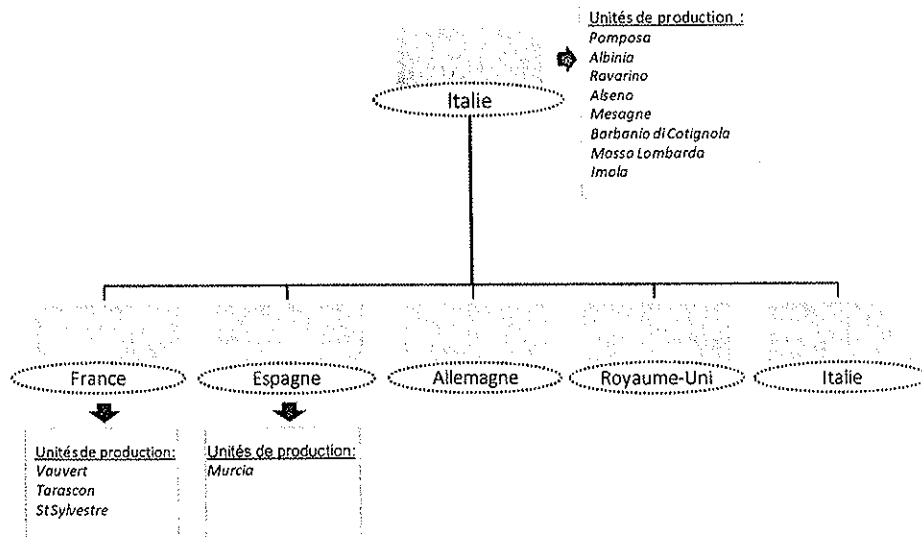 Unités de production :
Pomposa
Albinia
Ravarino
Alseno
Mesagne
Barbanio di Cotignola
Massa Lombarda
Imola
Italie
France
Espagne
Allemagne
Royaume-Uni
Italie
Unités de production:
Vauvert
Tarascon
St Sylvestre
Unités de production:
Murcia